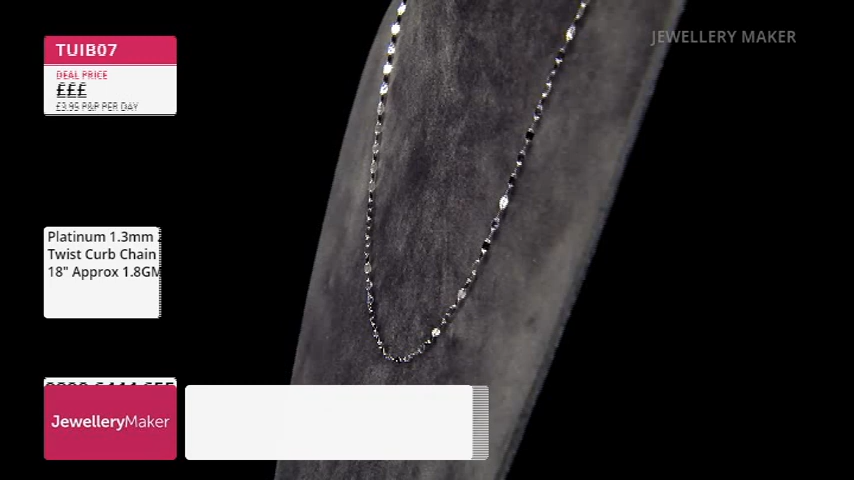 TUIB07
JEWELLERY MAKER
DEAL PRICE
£££
£3.95 P&P PER DAY
Platinum 1.3mm
Twist Curb Chain
18" Approx 1.8GM
JewelleryMaker